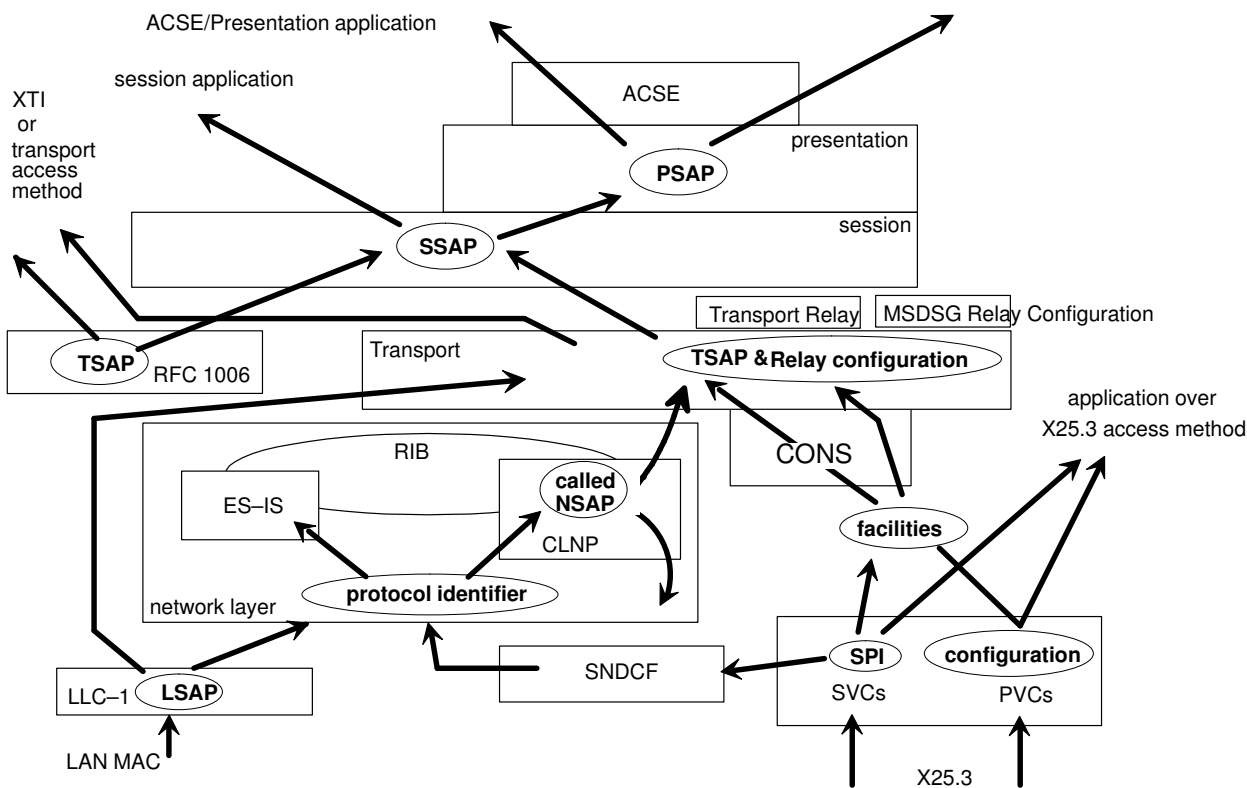 ACSE/Presentation application
session application
ACSE
XTI
or
transport
access
method
presentation
PSAP
session
SSAP
Transport Relay
MSDSG Relay Configuration
Transport
TSAP
RFC 1006
TSAP & Relay configuration
application over
X25.3 access method
RIB
CONS
called
NSAP
ES–IS
CLNP
facilities
protocol identifier
network layer
SPI
configuration
SNDCF
LLC–1
LSAP
SVCs
PVCs
LAN MAC
X25.3